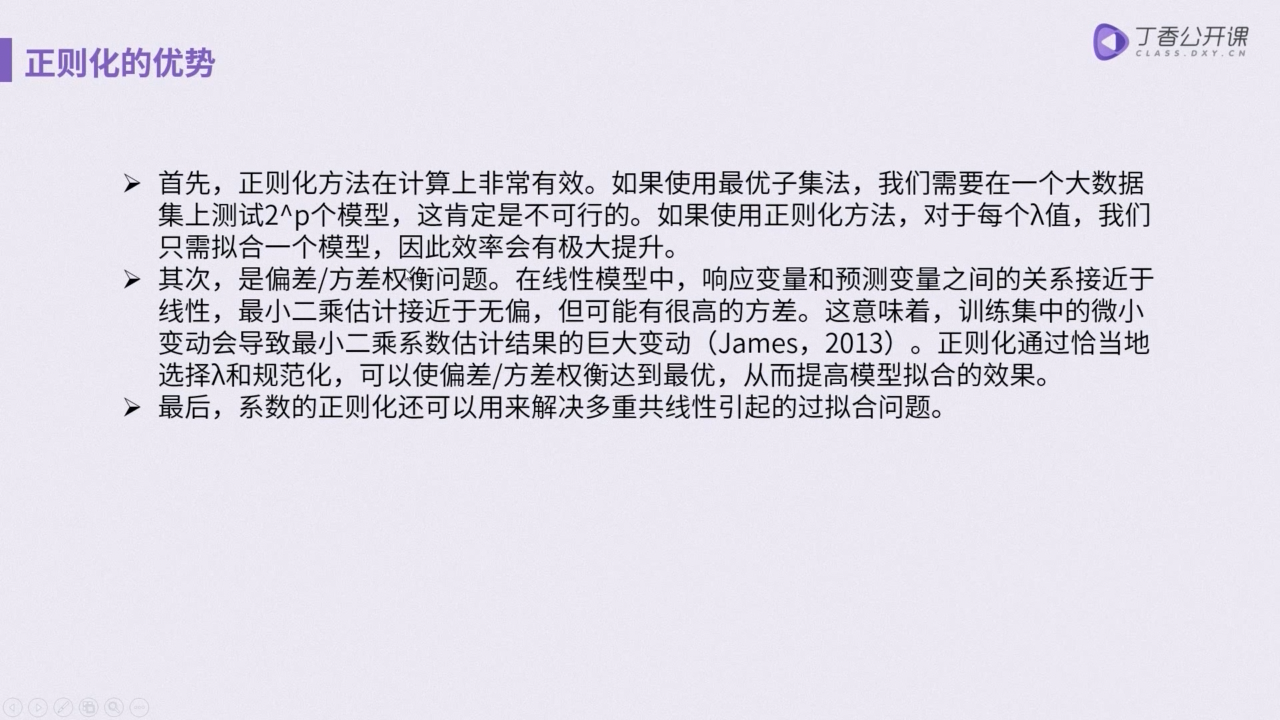 正则化的优势
丁香公开课
CLASS.DXY.CN
首先，正则化方法在计算上非常有效。如果使用最优子集法，我们需要在一个大数据
集上测试2^p个模型，这肯定是不可行的。如果使用正则化方法，对于每个λ值，我们
只需拟合一个模型，因此效率会有极大提升。
其次，是偏差/方差权衡问题。在线性模型中，响应变量和预测变量之间的关系接近于
线性，最小二乘估计接近于无偏，但可能有很高的方差。这意味着，训练集中的微小
变动会导致最小二乘系数估计结果的巨大变动（James，2013）。正则化通过恰当地
选择λ和规范化，可以使偏差/方差权衡达到最优，从而提高模型拟合的效果。
最后，系数的正则化还可以用来解决多重共线性引起的过拟合问题。